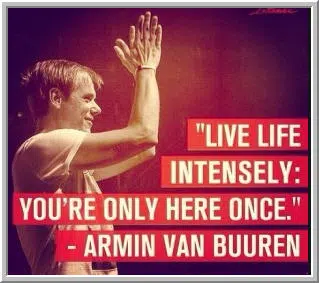 "LIVE LIFE
INTENSELY:
YOU'RE ONLY HERE ONCE."
- ARMIN VAN BUUREN